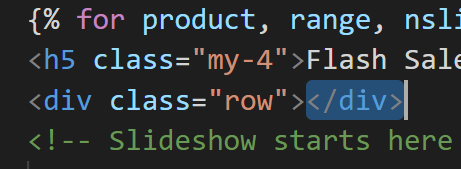 {% for product, range, nsli
<h5 class="my-4">Flash Sale
<div class="row"></div>
<!-- Slideshow starts here